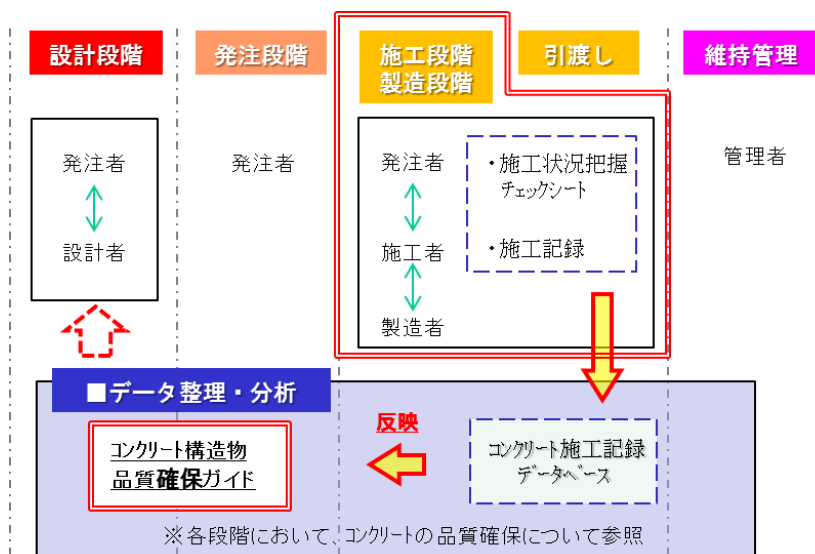 設計段階
発注段階
施工段階
製造段階
引渡し
維持管理
発注者
設計者
発注者
発注者
施工者
製造者
・施工状況把握
チェックシート
・施工記録
管理者
■データ整理・分析
コンクリート構造物
品質確保ガイド
反映
コンクリート施工記録
データベース
※各段階において、コンクリートの品質確保について参照